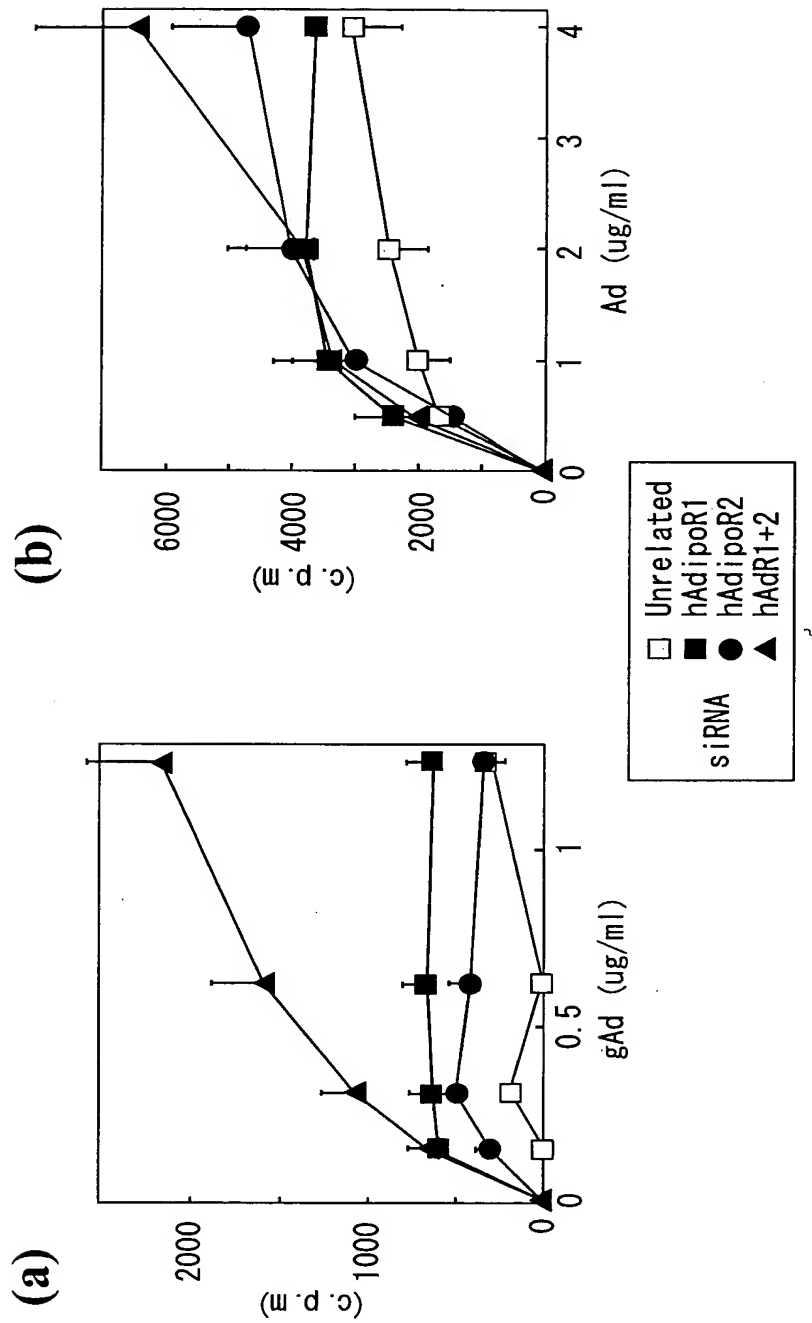 (a)
(c.p.m)
2000
1000
0
0
0.5
1
gAd (ug/ml)
(b)
(c.p.m)
6000
4000
2000
0
0
1
2
3
4
Ad (ug/ml)
siRNA
Unrelated
hAdipoR1
hAdipoR2
hAdR1+2